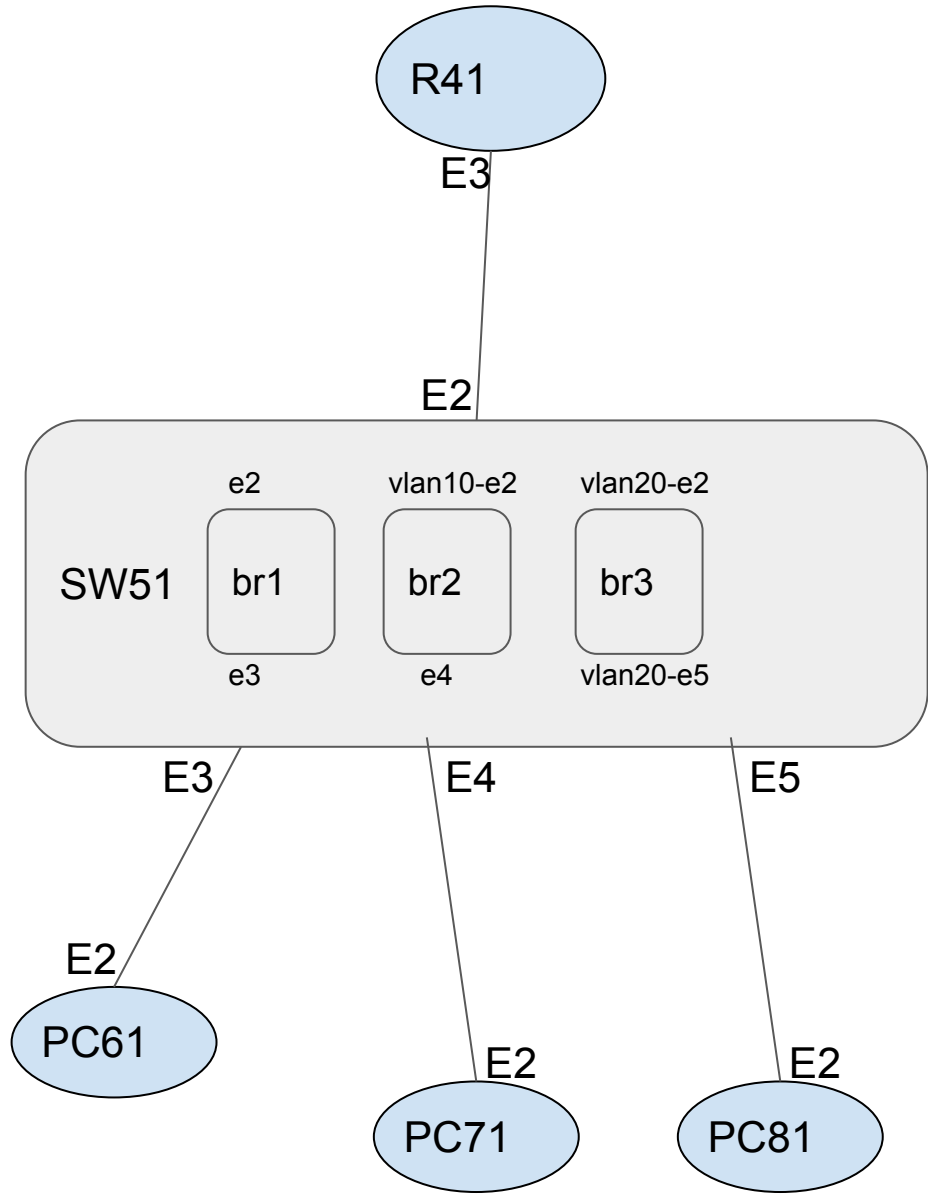 R41
E3
E2
e2 vlan10-e2 vlan20-e2
SW51 br1 br2 br3
e3 e4 vlan20-e5
E3 E4 E5
E2
PC61
E2 E2
PC71 PC81